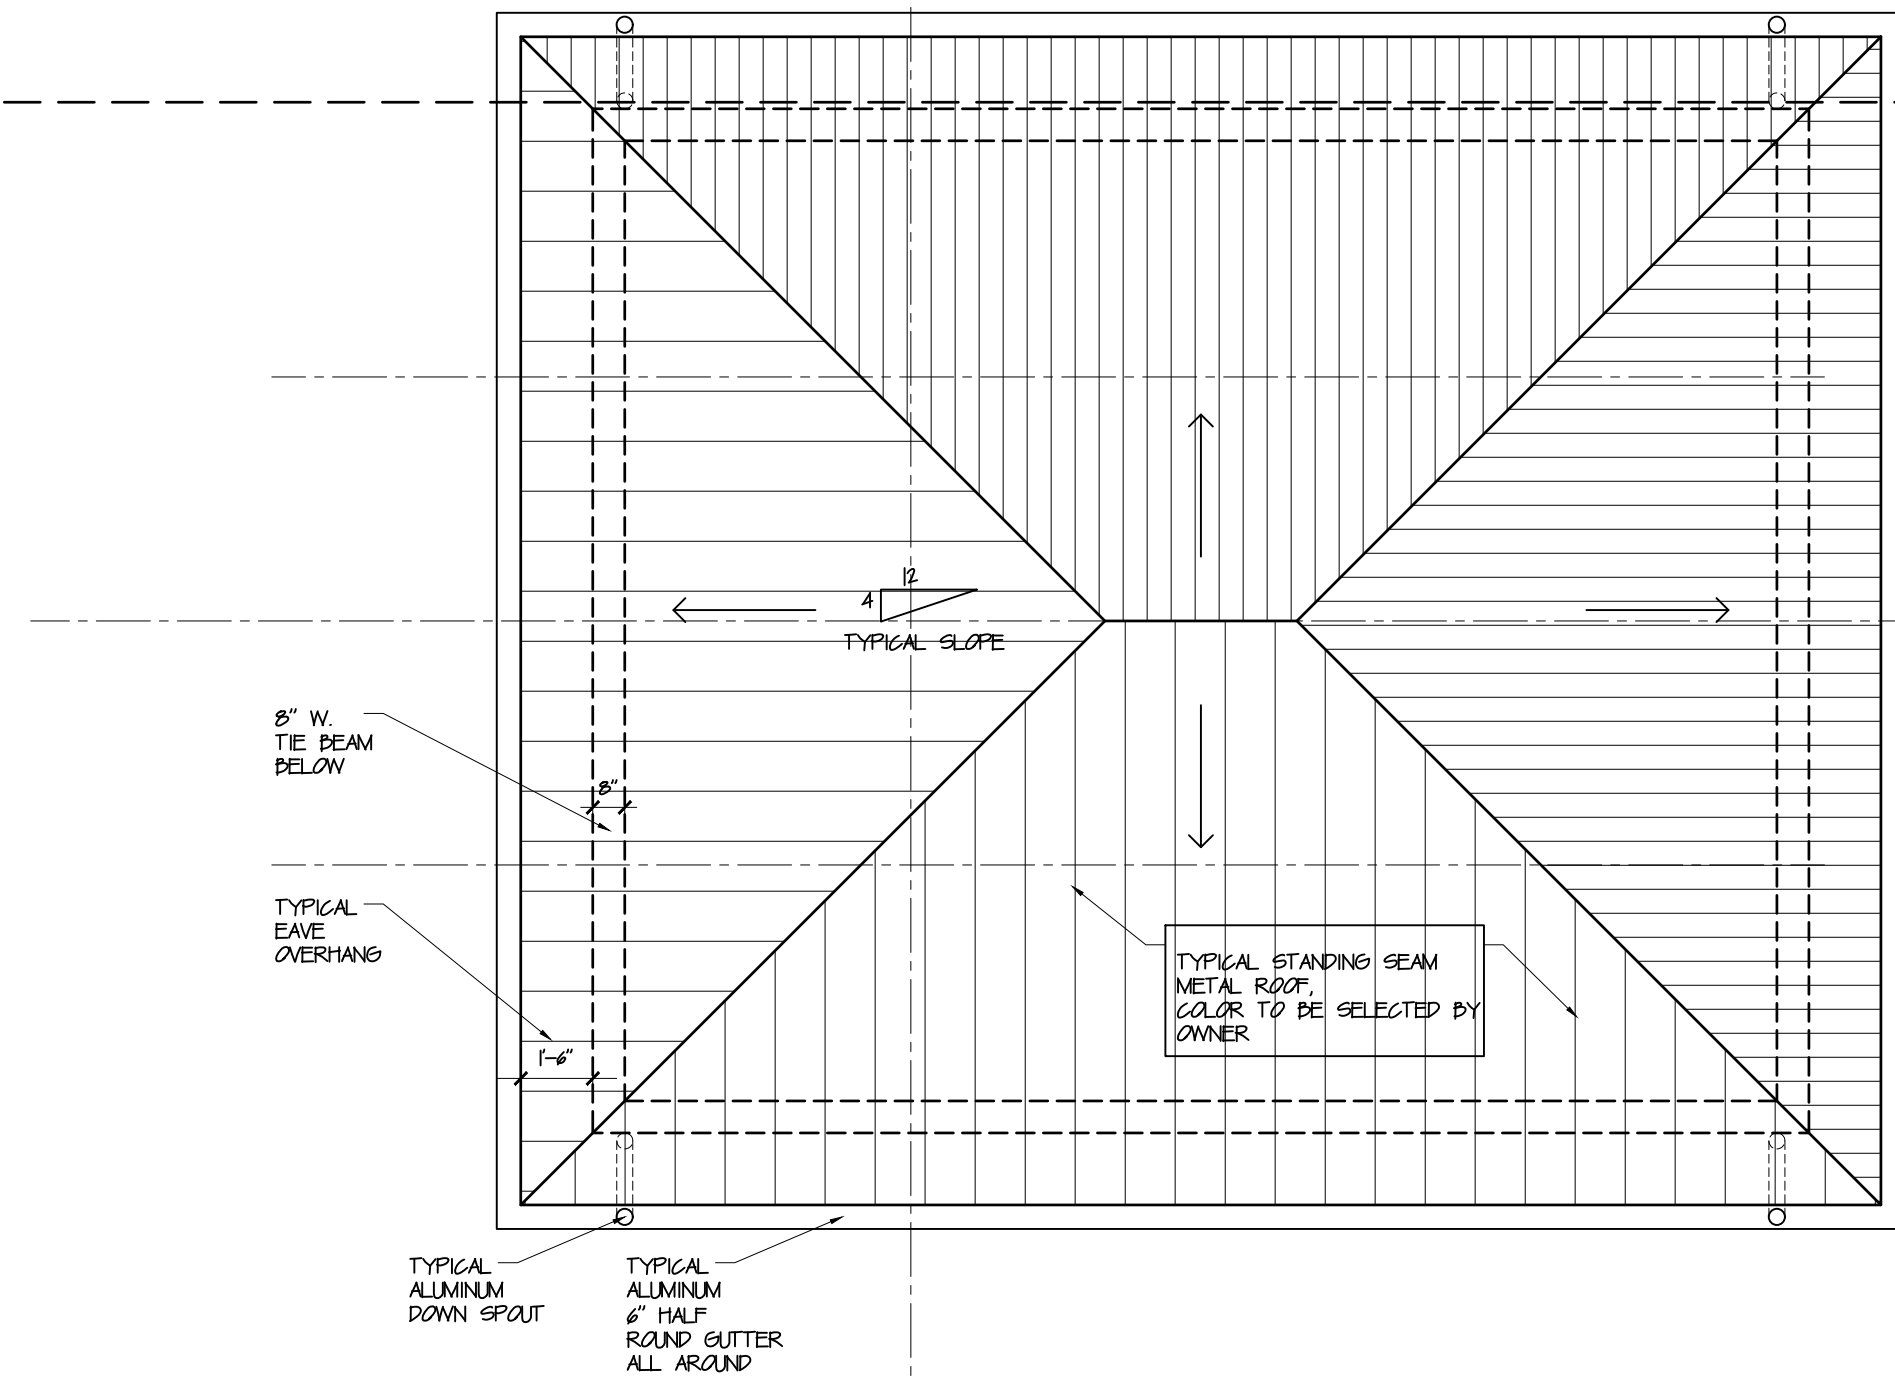 12
4
TYPICAL SLOPE
8" W.
TIE BEAM
BELOW
8"
TYPICAL
EAVE
OVERHANG
1'-6"
TYPICAL STANDING SEAM
METAL ROOF,
COLOR TO BE SELECTED BY
OWNER
TYPICAL
ALUMINUM
DOWN SPOUT
TYPICAL
ALUMINUM
6" HALF
ROUND GUTTER
ALL AROUND